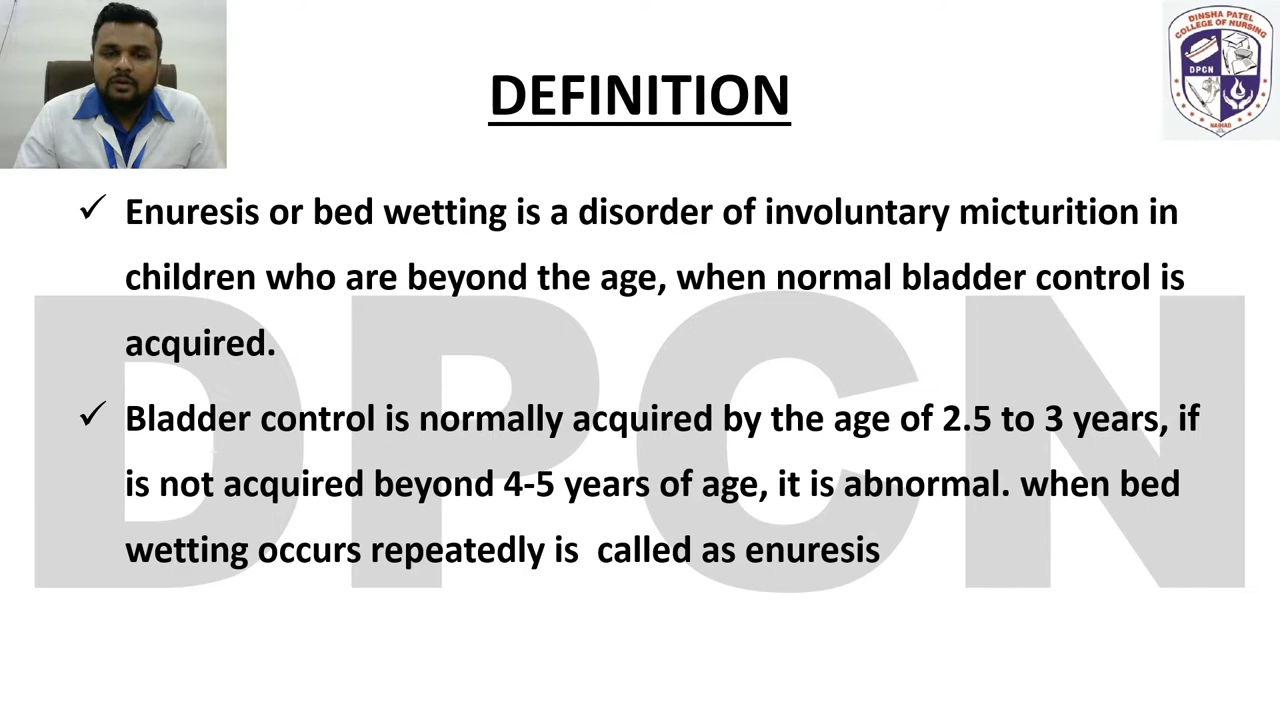 DINSHA PATEL
COLLEGE OF NURSING
DPCN
NADIAD
DEFINITION
✓ Enuresis or bed wetting is a disorder of involuntary micturition in
children who are beyond the age, when normal bladder control is
acquired.
✓ Bladder control is normally acquired by the age of 2.5 to 3 years, if
is not acquired beyond 4-5 years of age, it is abnormal. when bed
wetting occurs repeatedly is  called as enuresis
DPCN